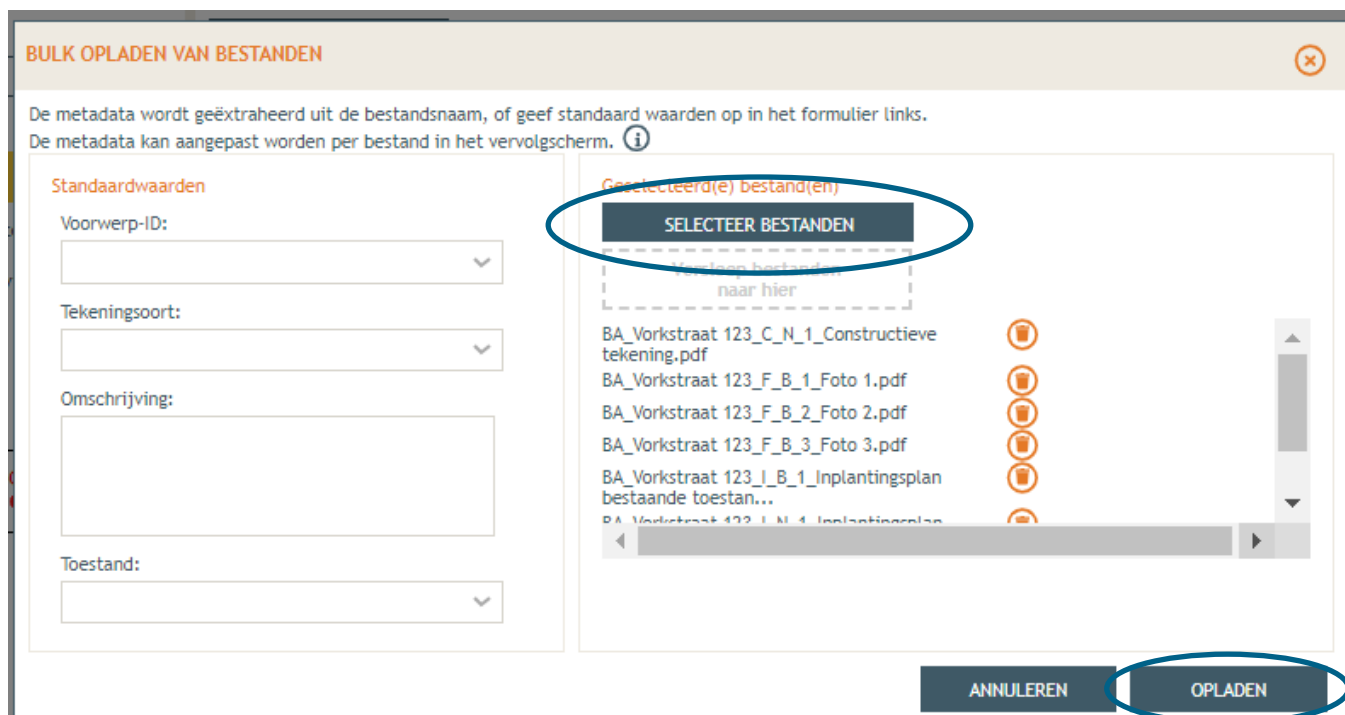 BULK OPLADEN VAN BESTANDEN
De metadata wordt geëxtraheerd uit de bestandsnaam, of geef standaard waarden op in het formulier links.
De metadata kan aangepast worden per bestand in het vervolgscherm.
Standaardwaarden
Voorwerp-ID:
Tekeningsoort:
Omschrijving:
Toestand:
Geselecteerd(e) bestand(en)
SELECTEER BESTANDEN
Versleep bestanden
naar hier
BA_Vorkstraat 123_C_N_1_Constructieve
tekening.pdf
BA_Vorkstraat 123_F_B_1_Foto 1.pdf
BA_Vorkstraat 123_F_B_2_Foto 2.pdf
BA_Vorkstraat 123_F_B_3_Foto 3.pdf
BA_Vorkstraat 123_I_B_1_Inplantingsplan
bestaande toestan...
BA_Vorkstraat 123_I_N_1_Inplantingsplan
ANNULEREN
OPLADEN